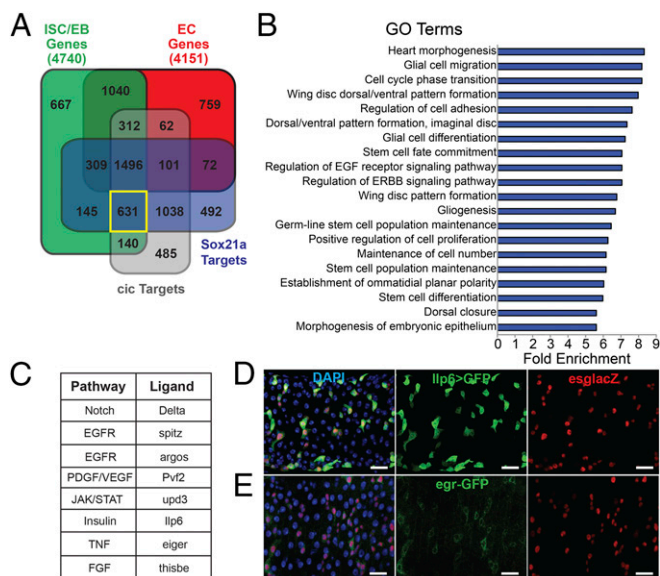 A
ISC/EB
Genes
(4740)
EC
Genes
(4151)
667
1040
759
312
62
309
1496
101
72
145
631
1038
492
140
485
Sox21a
Targets
cic Targets
B
GO Terms
Heart morphogenesis
Glial cell migration
Cell cycle phase transition
Wing disc dorsal/ventral pattern formation
Regulation of cell adhesion
Dorsal/ventral pattern formation, imaginal disc
Glial cell differentiation
Stem cell fate commitment
Regulation of EGF receptor signaling pathway
Regulation of ERBB signaling pathway
Wing disc pattern formation
Gliogenesis
Germ-line stem cell population maintenance
Positive regulation of cell proliferation
Maintenance of cell number
Stem cell population maintenance
Establishment of ommatidial planar polarity
Stem cell differentiation
Dorsal closure
Morphogenesis of embryonic epithelium
0 1 2 3 4 5 6 7 8 9
Fold Enrichment
C
Pathway Ligand
Notch Delta
EGFR spitz
EGFR argos
PDGF/VEGF Pvf2
JAK/STAT upd3
Insulin Ilp6
TNF eiger
FGF thisbe
D
DAPI
Ilp6>GFP
esglacZ
E
egr-GFP